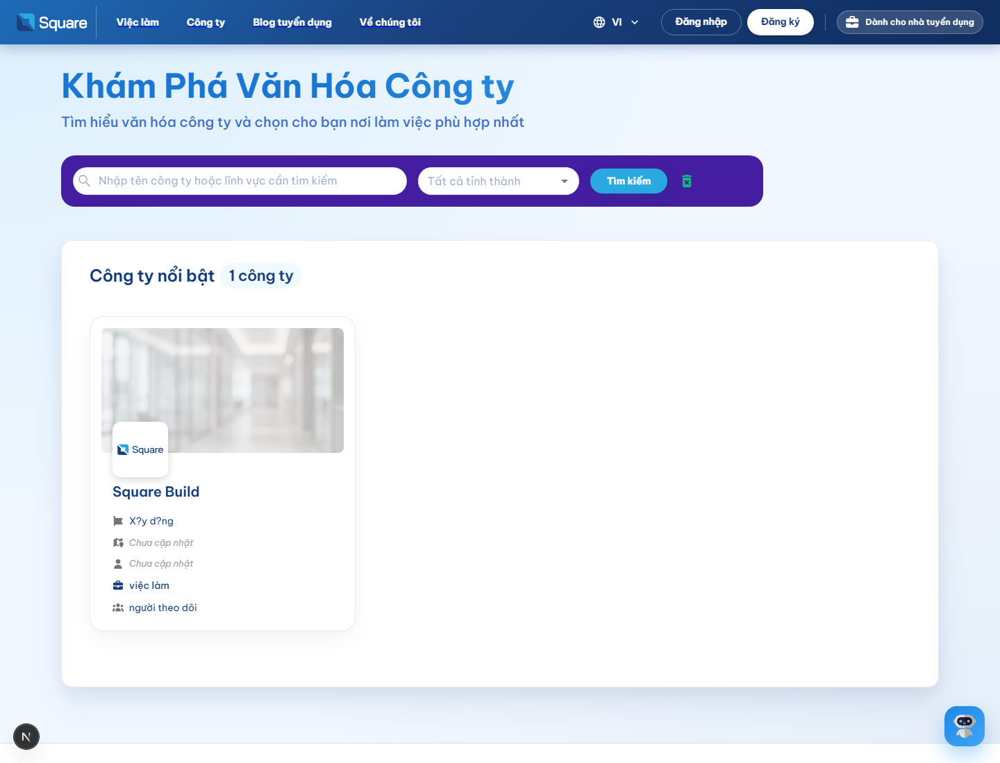 Square
Việc làm
Công ty
Blog tuyển dụng
Về chúng tôi
VI
Đăng nhập
Đăng ký
Dành cho nhà tuyển dụng
Khám Phá Văn Hóa Công ty
Tìm hiểu văn hóa công ty và chọn cho bạn nơi làm việc phù hợp nhất
Nhập tên công ty hoặc lĩnh vực cần tìm kiếm
Tất cả tỉnh thành
Tìm kiếm
Công ty nổi bật
1 công ty
Square
Square Build
X?y d?ng
Chưa cập nhật
Chưa cập nhật
việc làm
người theo dõi
N